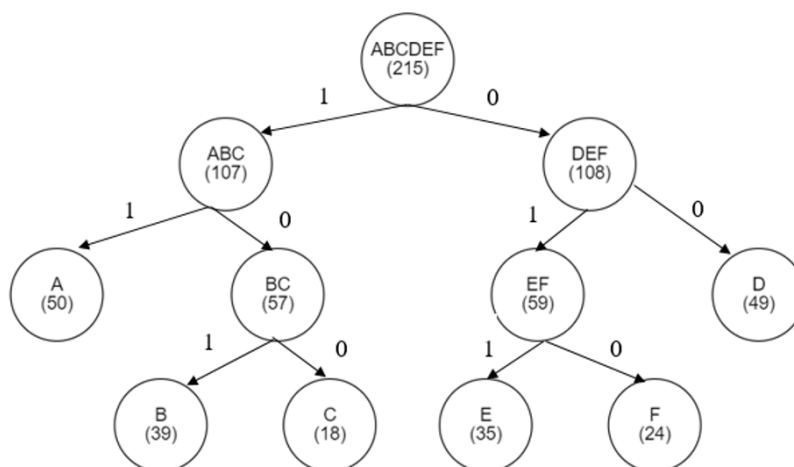 ABCDEF
(215)
1
0
ABC
(107)
DEF
(108)
1
0
1
0
A
(50)
BC
(57)
EF
(59)
D
(49)
1
0
1
0
B
(39)
C
(18)
E
(35)
F
(24)